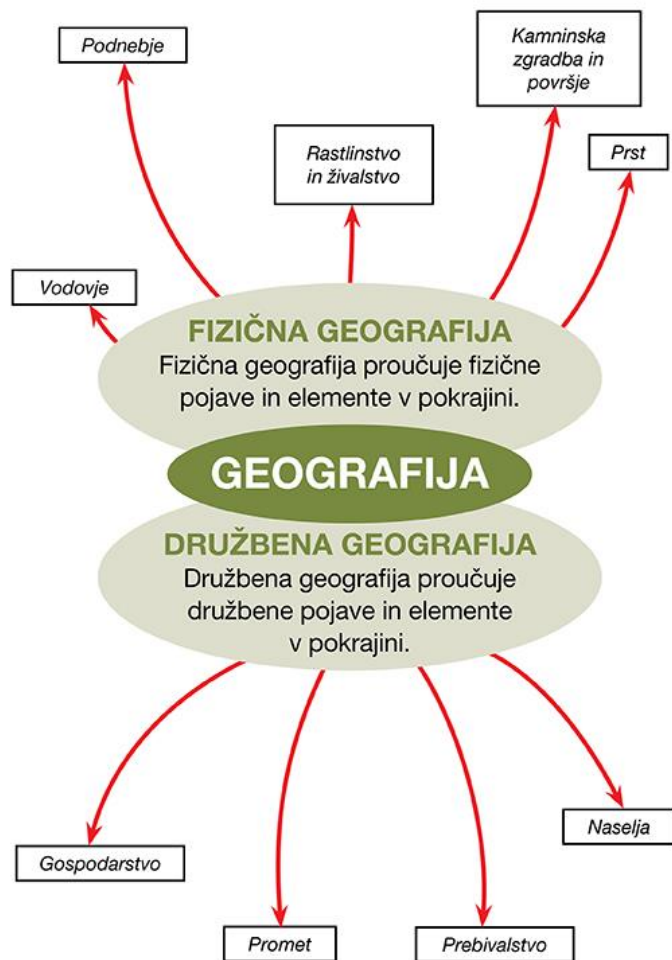 Podnebje
Kamninska
zgradba in
površje
Rastlinstvo
in živalstvo
Prst
Vodovje
FIZIČNA GEOGRAFIJA
Fizična geografija proučuje fizične
pojave in elemente v pokrajini.
GEOGRAFIJA
DRUŽBENA GEOGRAFIJA
Družbena geografija proučuje
družbene pojave in elemente
v pokrajini.
Naselja
Gospodarstvo
Promet
Prebivalstvo